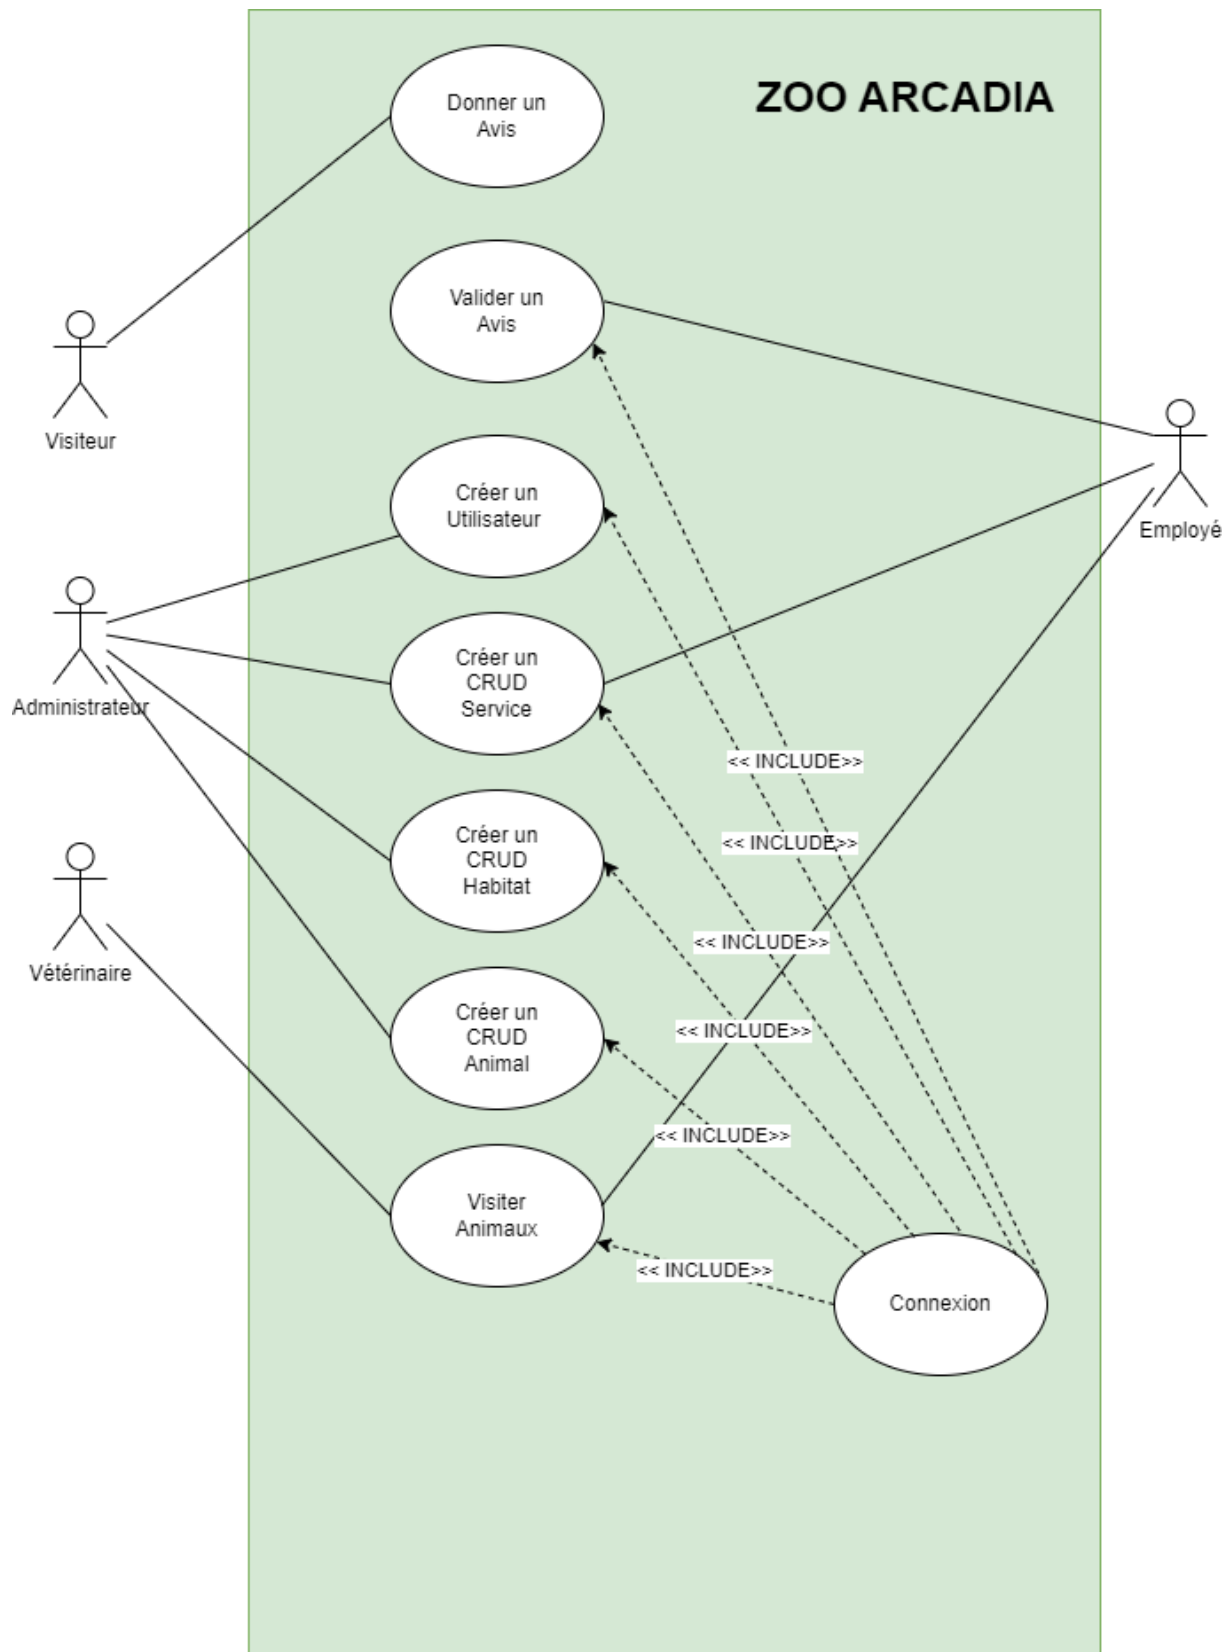 ZOO ARCADIA
Donner un
Avis
Valider un
Avis
Visiteur
Créer un
Utilisateur
Employé
Administrateur
Créer un
CRUD
Service
<< INCLUDE>>
<< INCLUDE>>
Créer un
CRUD
Habitat
<< INCLUDE>>
Vétérinaire
<< INCLUDE>>
Créer un
CRUD
Animal
<< INCLUDE>>
Visiter
Animaux
<< INCLUDE>>
Connexion